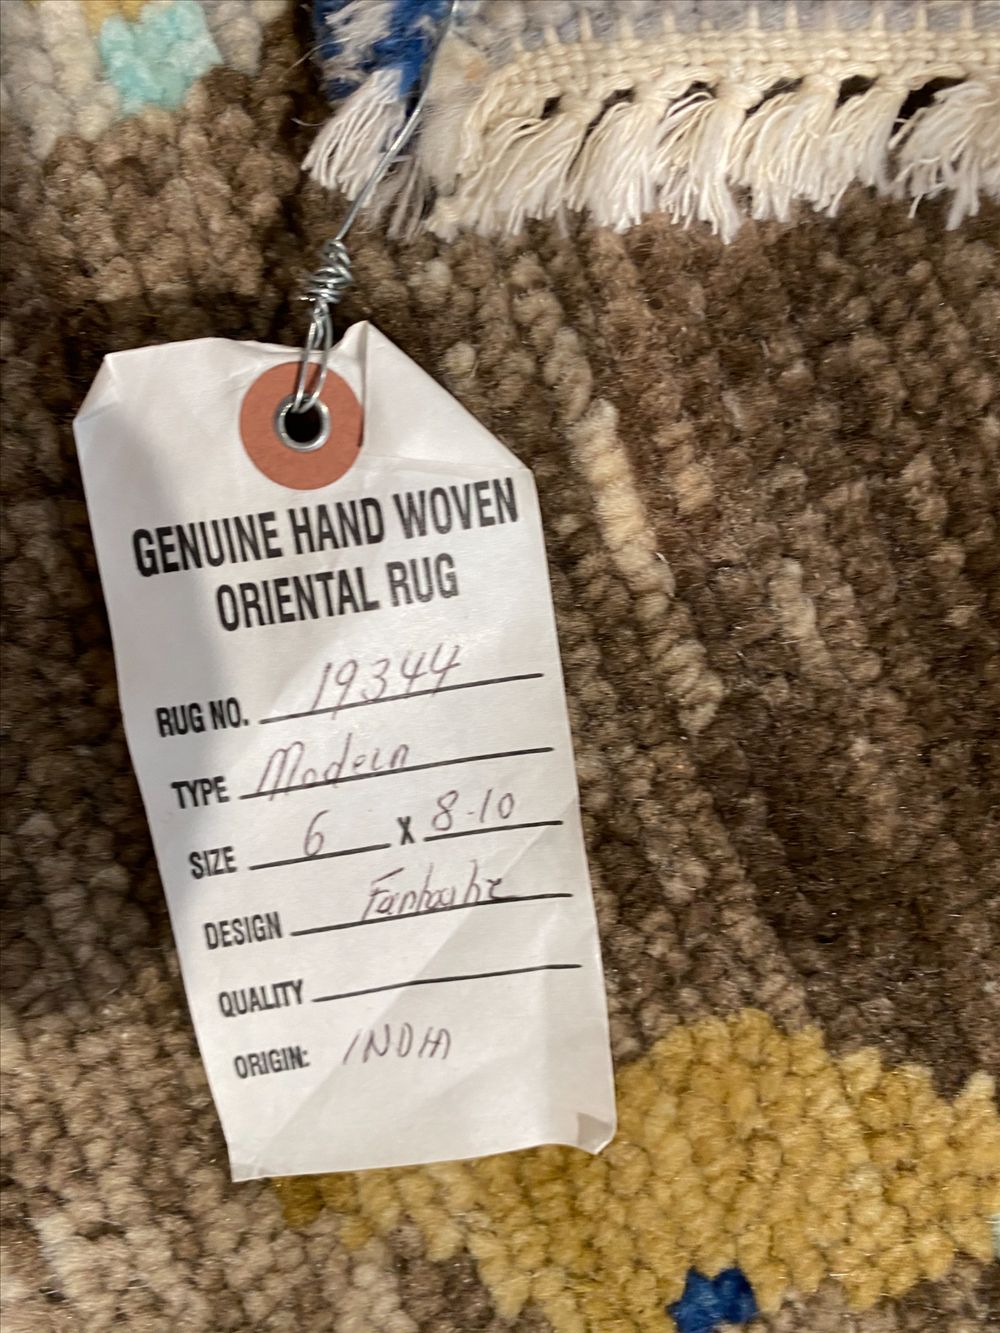 GENUINE HAND WOVEN
ORIENTAL RUG
RUG NO. 19344
TYPE Modern
SIZE 6 X 8-10
DESIGN
QUALITY
ORIGIN: INDIA